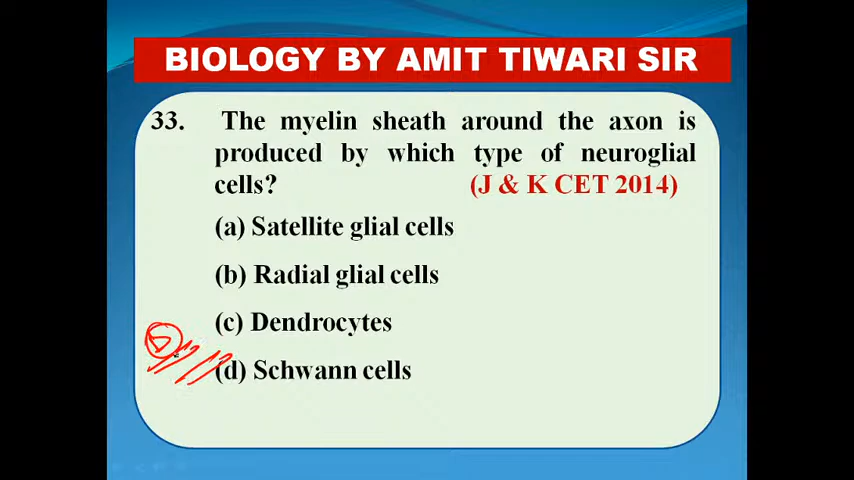 BIOLOGY BY AMIT TIWARI SIR
33. The myelin sheath around the axon is
produced by which type of neuroglial
cells? (J & K CET 2014)
(a) Satellite glial cells
(b) Radial glial cells
(c) Dendrocytes
(d) Schwann cells